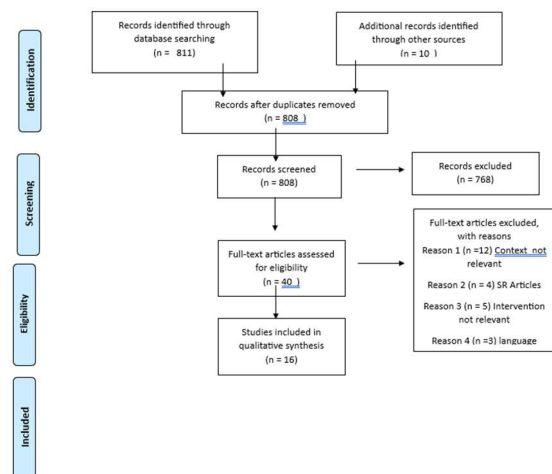 Records identified through
database searching
(n = 811)
Additional records identified
through other sources
(n = 10 )
Identification
Records after duplicates removed
(n = 808 )
Screening
Records screened
(n = 808)
Records excluded
(n = 768)
Full-text articles assessed
for eligibility
(n = 40 )
Full-text articles excluded,
with reasons
Reason 1 (n =12) Context not
relevant
Reason 2 (n = 4) SR Articles
Reason 3 (n = 5) Intervention
not relevant
Reason 4 (n =3) language
Eligibility
Studies included in
qualitative synthesis
(n = 16)
Included